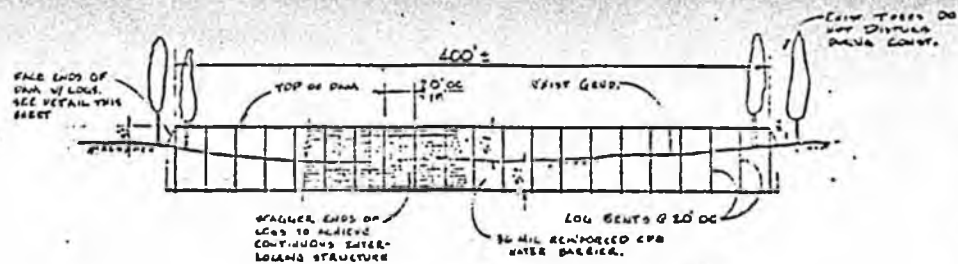 EXIST TREES DO
NOT DISTURB
DURING CONST.
400' ±
FACE ENDS OF
DAM W/ LOGS.
SEE DETAIL THIS
SHEET
TOP OF DAM
20' OC
EXIST GRND.
STAGGER ENDS OF
LOGS TO ACHIEVE
CONTINUOUS INTER-
LOCKING STRUCTURE
36 MIL REINFORCED CPE
WATER BARRIER.
LOG BENTS @ 20' OC